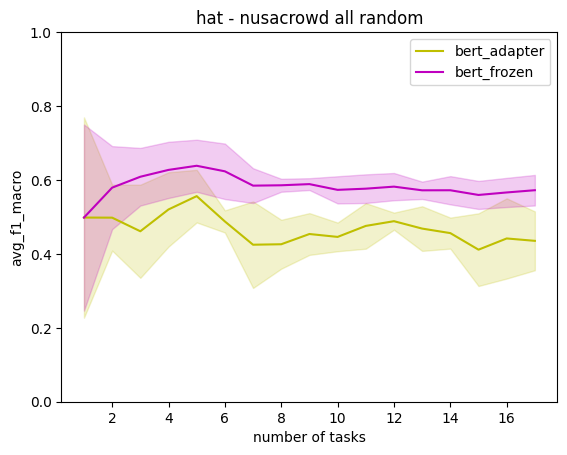 hat - nusacrowd all random
bert_adapter
bert_frozen
1.0
0.8
0.6
0.4
0.2
0.0
avg_f1_macro
2 4 6 8 10 12 14 16
number of tasks